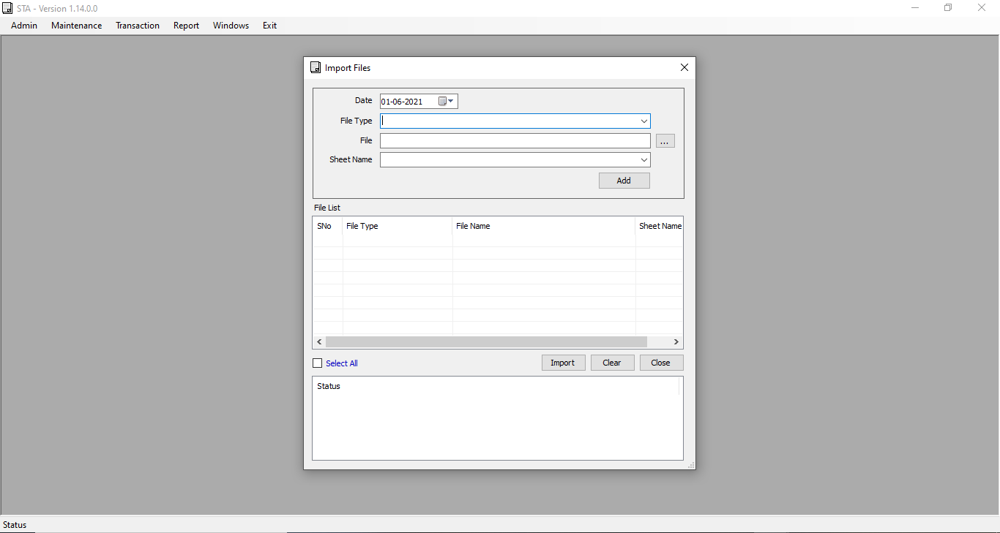 STA - Version 1.14.0.0
Admin Maintenance Transaction Report Windows Exit
Import Files
Date 01-06-2021
File Type
File ...
Sheet Name
Add
File List
SNo File Type File Name Sheet Name
Select All Import Clear Close
Status
Status